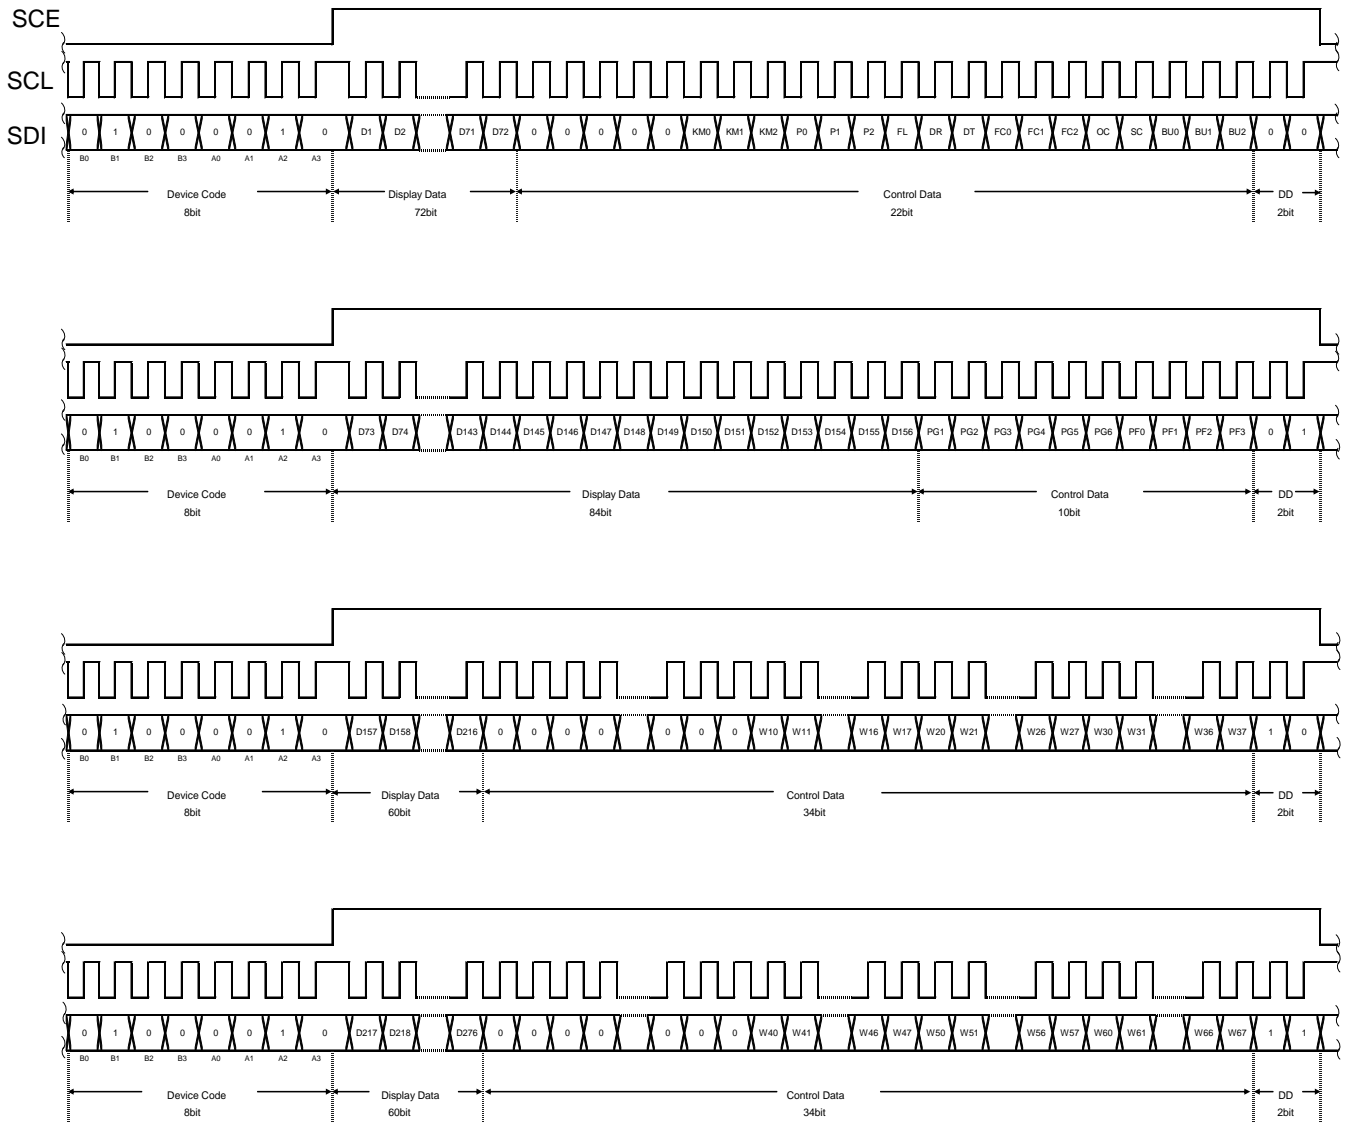 SCE
SCL
SDI
0 1 0 0 0 0 1 0 D1 D2 D71 D72 0 0 0 0 0 KM0 KM1 KM2 P0 P1 P2 FL DR DT FC0 FC1 FC2 OC SC BU0 BU1 BU2 0 0
B0 B1 B2 B3 A0 A1 A2 A3
Device Code Display Data Control Data DD
8bit 72bit 22bit 2bit
0 1 0 0 0 0 1 0 D73 D74 D143 D144 D145 D146 D147 D148 D149 D150 D151 D152 D153 D154 D155 D156 PG1 PG2 PG3 PG4 PG5 PG6 PF0 PF1 PF2 PF3 0 1
B0 B1 B2 B3 A0 A1 A2 A3
Device Code Display Data Control Data DD
8bit 84bit 10bit 2bit
0 1 0 0 0 0 1 0 D157 D158 D216 0 0 0 0 0 0 0 W10 W11 W16 W17 W20 W21 W26 W27 W30 W31 W36 W37 1 0
B0 B1 B2 B3 A0 A1 A2 A3
Device Code Display Data Control Data DD
8bit 60bit 34bit 2bit
0 1 0 0 0 0 1 0 D217 D218 D276 0 0 0 0 0 0 0 W40 W41 W46 W47 W50 W51 W56 W57 W60 W61 W66 W67 1 1
B0 B1 B2 B3 A0 A1 A2 A3
Device Code Display Data Control Data DD
8bit 60bit 34bit 2bit